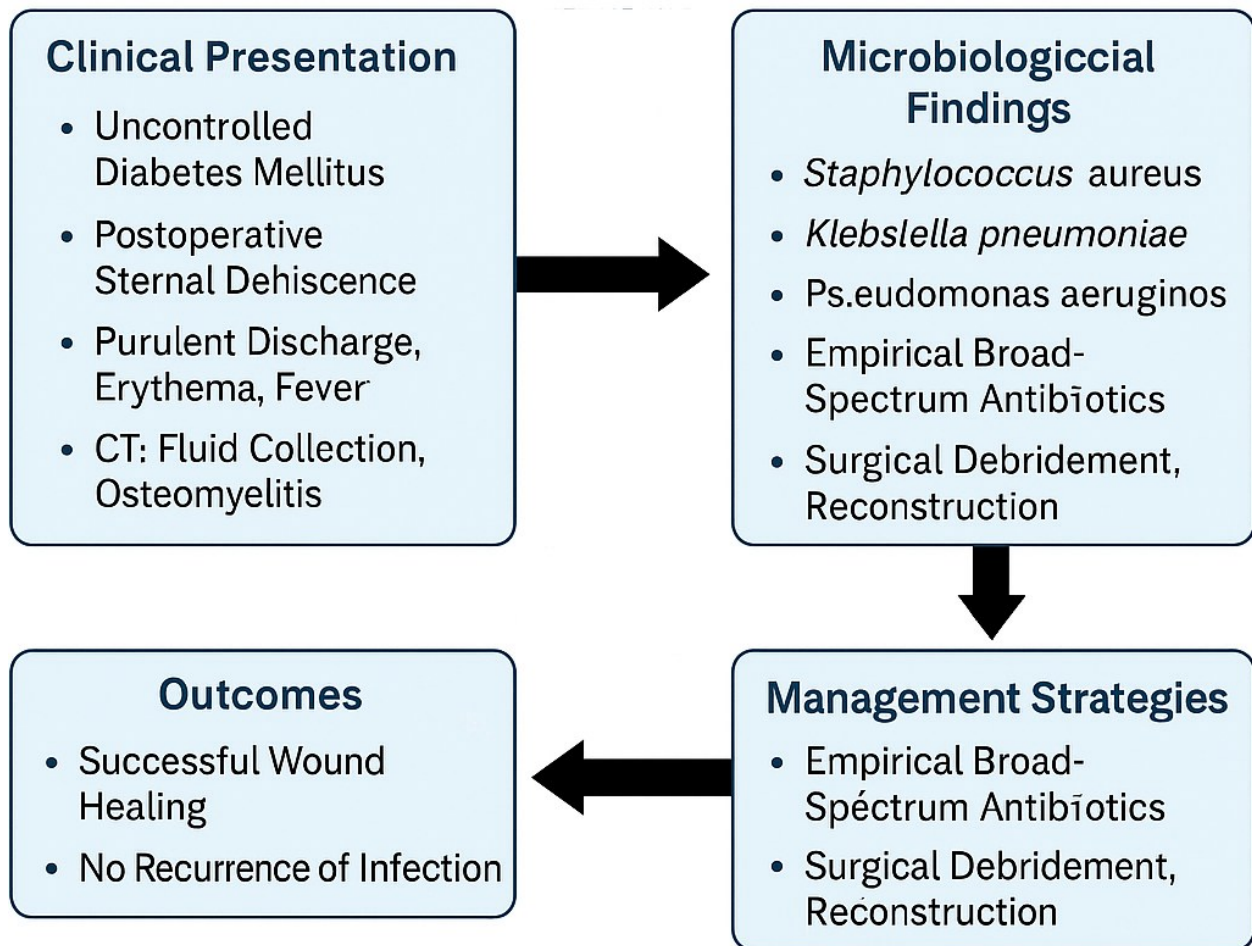 Clinical Presentation
• Uncontrolled
Diabetes Mellitus
• Postoperative
Sternal Dehiscence
• Purulent Discharge,
Erythema, Fever
• CT: Fluid Collection,
Osteomyelitis
Microbiologiccial
Findings
• Staphylococcus aureus
• Klebslella pneumoniae
• Ps.eudomonas aeruginos
• Empirical Broad-
Spectrum Antibīotics
• Surgical Debridement,
Reconstruction
Management Strategies
• Empirical Broad-
Spéctrum Antibīotics
• Surgical Debridement,
Reconstruction
Outcomes
• Successful Wound
Healing
• No Recurrence of Infection